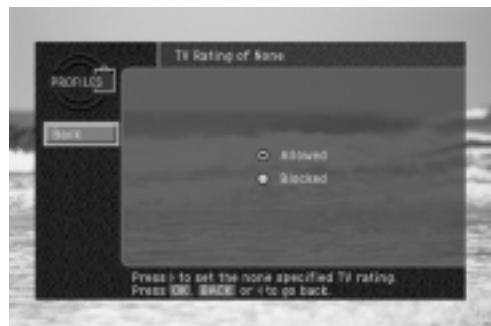 TV Rating of None
PROFILES
Back
Allowed
Blocked
Press › to set the none specified TV rating.
Press OK, BACK or ‹ to go back.